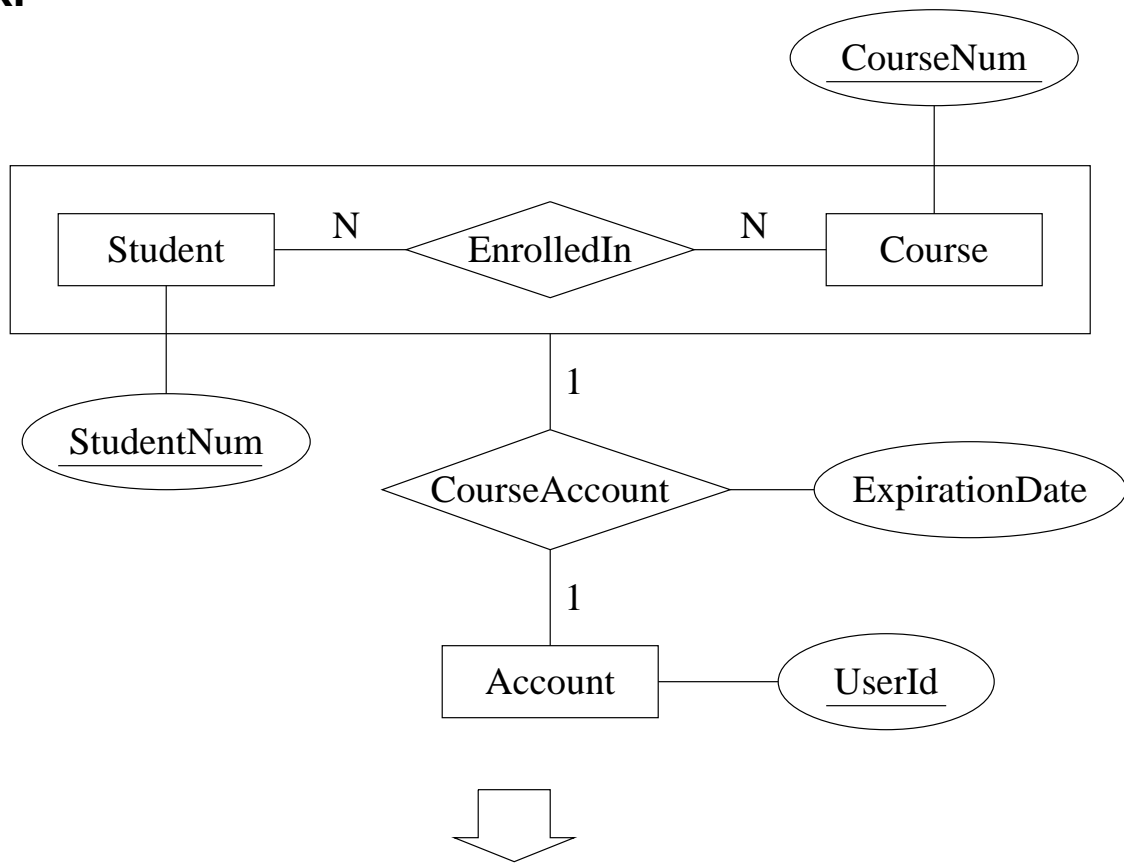 CourseNum
N
N
Student
EnrolledIn
Course
1
StudentNum
CourseAccount
ExpirationDate
1
Account
UserId